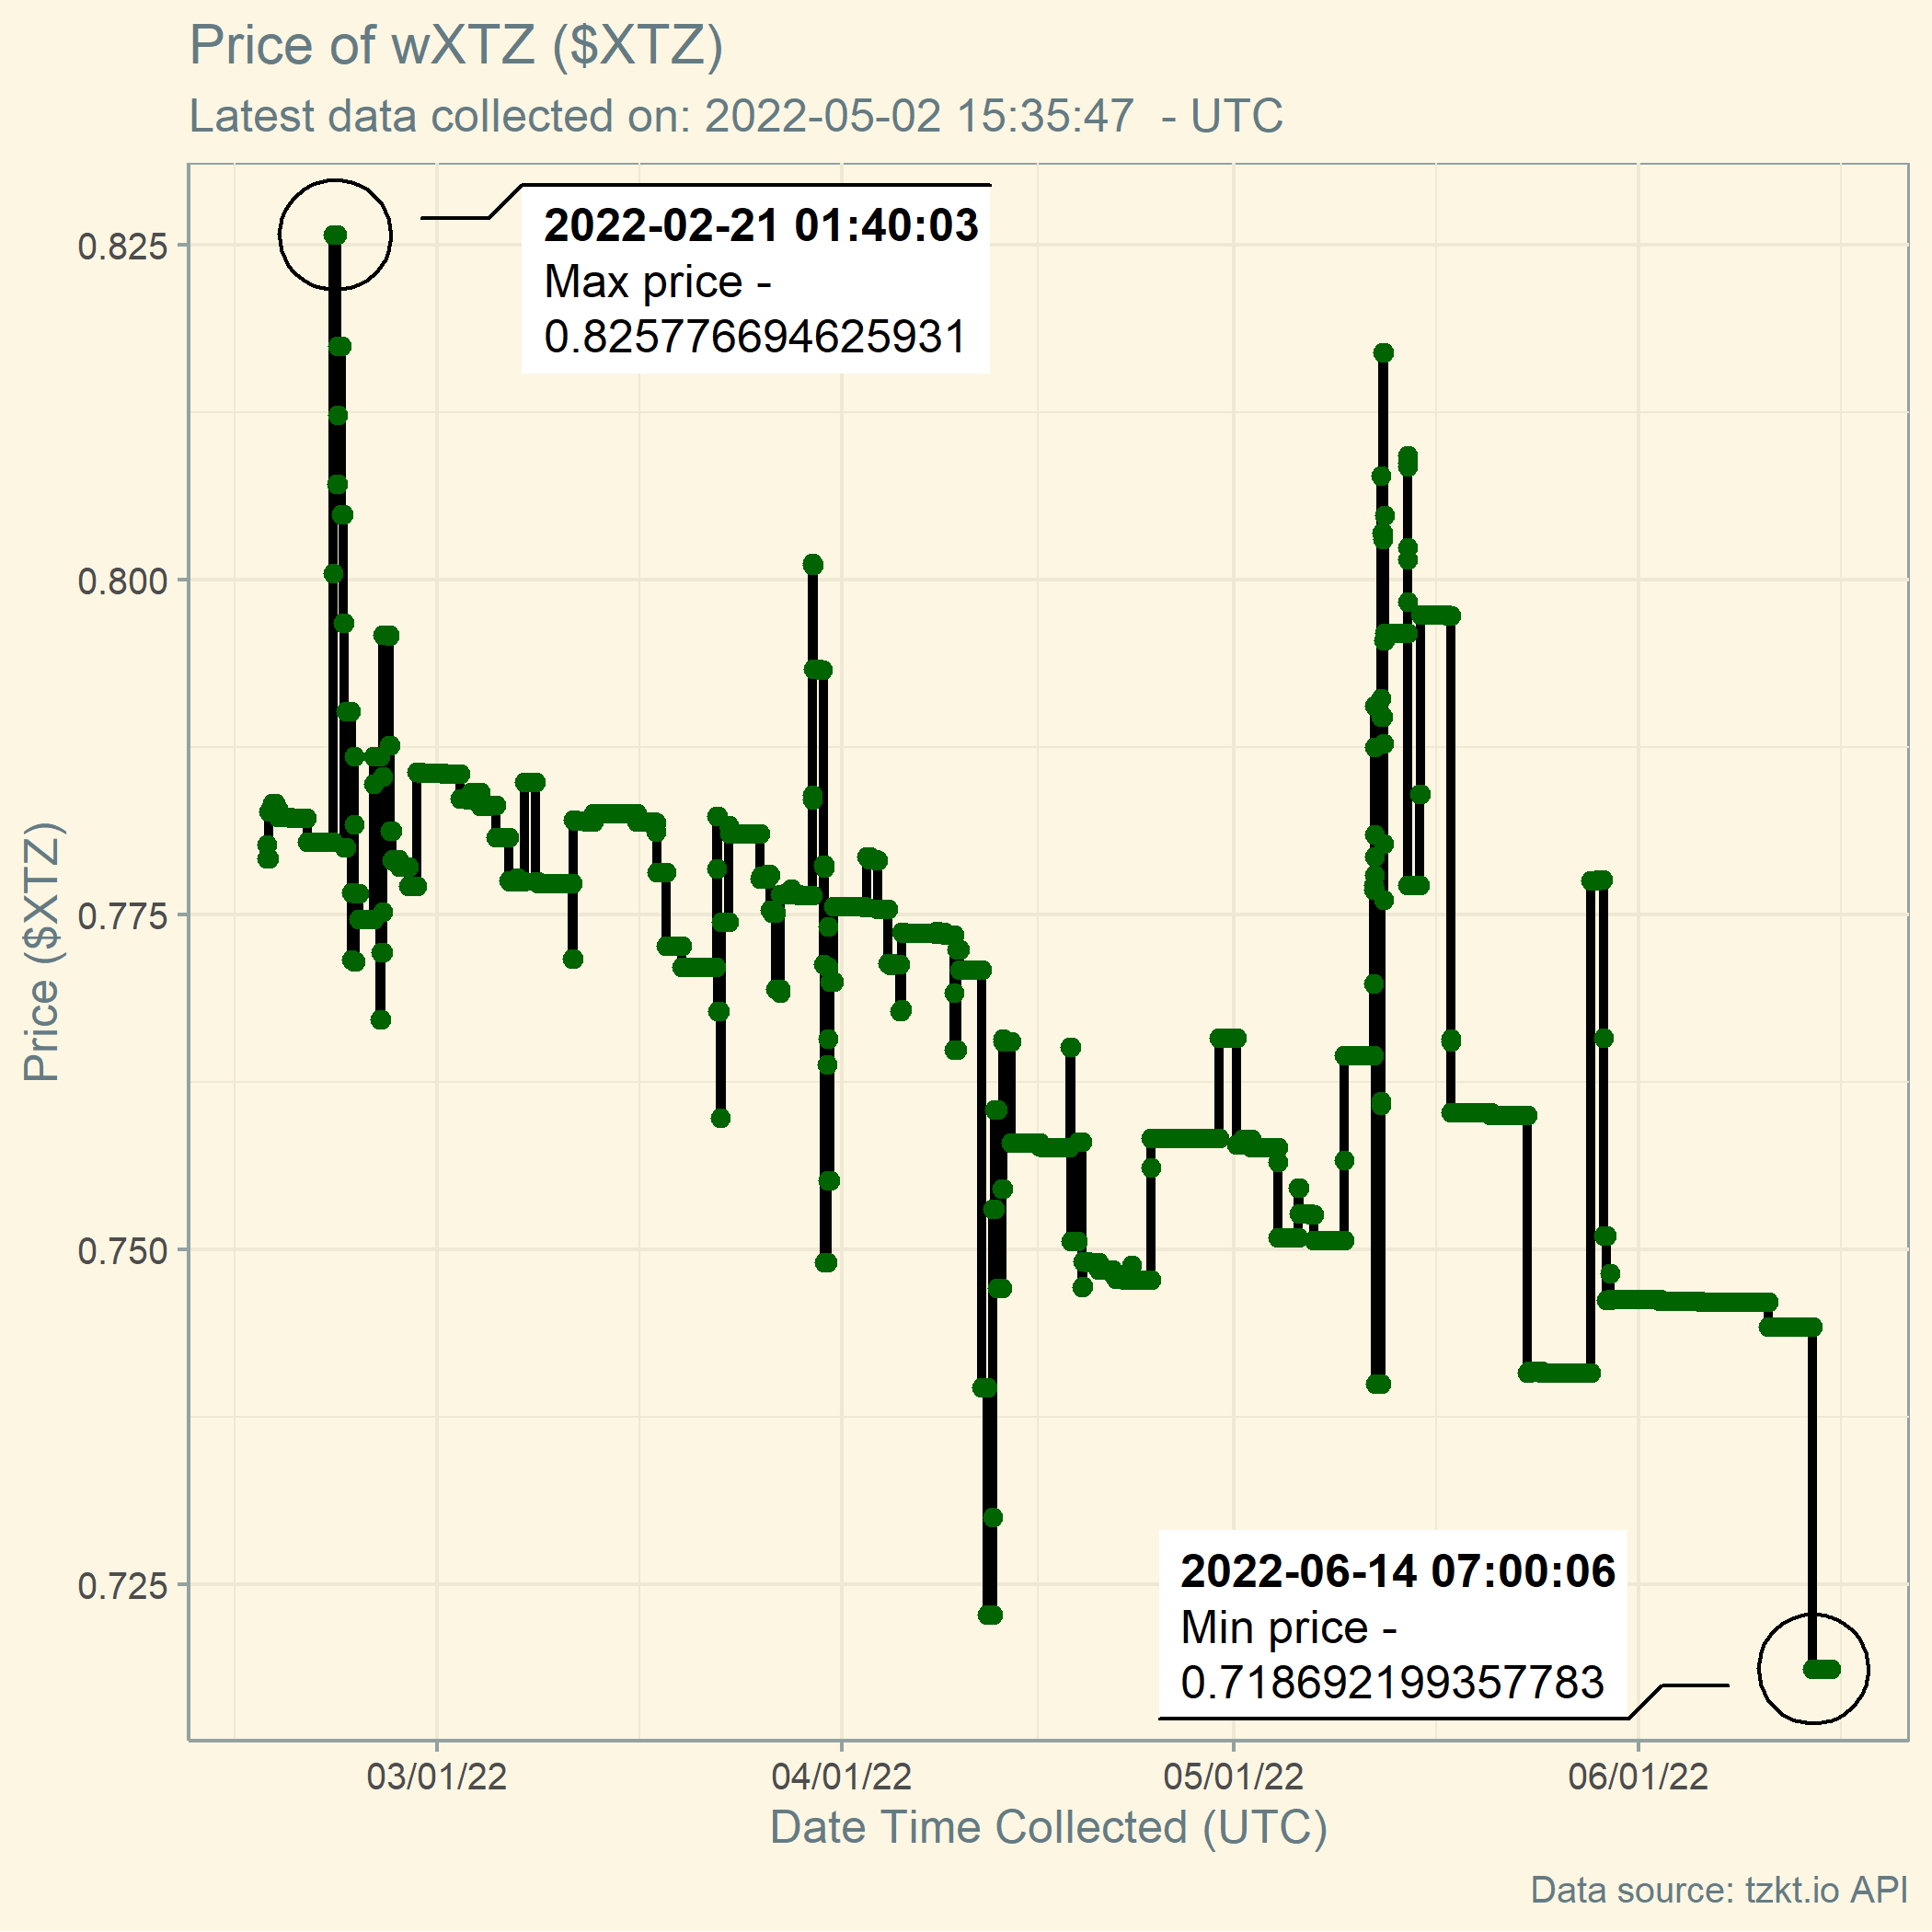 Price of wXTZ ($XTZ)
Latest data collected on: 2022-05-02 15:35:47  - UTC
2022-02-21 01:40:03
Max price -
0.825776694625931
0.825
0.800
0.775
0.750
0.725
Price ($XTZ)
2022-06-14 07:00:06
Min price -
0.718692199357783
03/01/22
04/01/22
05/01/22
06/01/22
Date Time Collected (UTC)
Data source: tzkt.io API